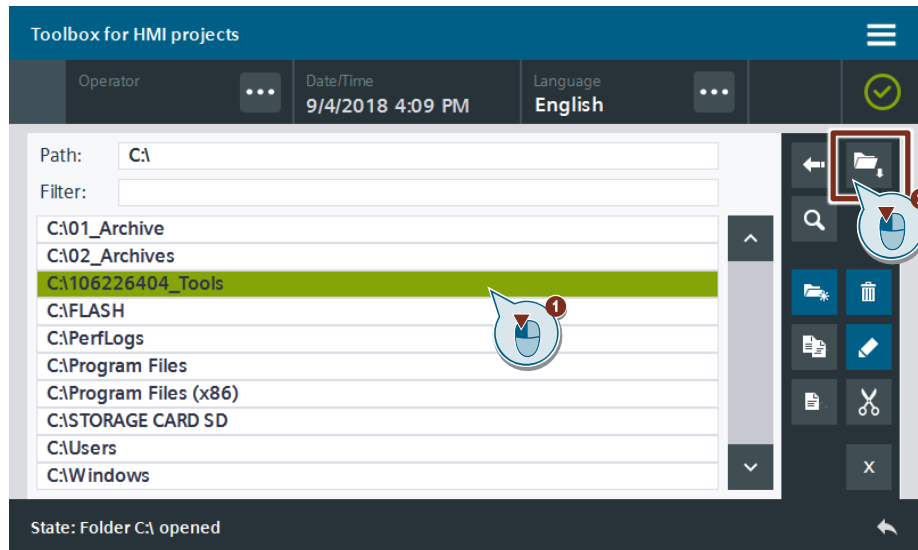 Toolbox for HMI projects
Operator
Date/Time
Language
9/4/2018 4:09 PM
English
Path: C:\
Filter:
C:\01_Archive
C:\02_Archives
C:\106226404_Tools
1
C:\FLASH
C:\PerfLogs
C:\Program Files
C:\Program Files (x86)
C:\STORAGE CARD SD
C:\Users
C:\Windows
X
State: Folder C:\ opened